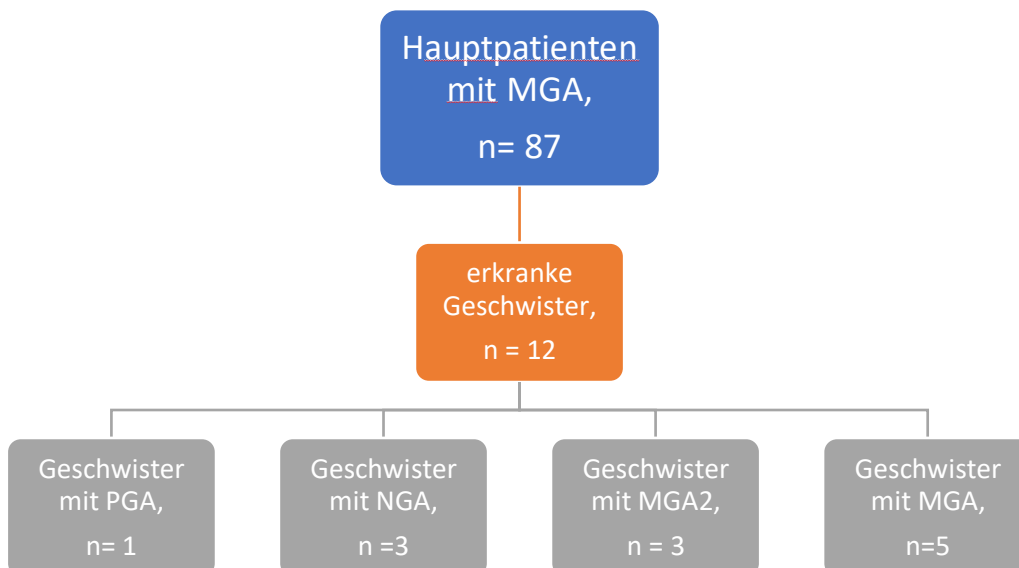 Hauptpatienten
mit MGA,
n= 87
erkranke
Geschwister,
n = 12
Geschwister
mit PGA,
n= 1
Geschwister
mit NGA,
n =3
Geschwister
mit MGA2,
n = 3
Geschwister
mit MGA,
n=5